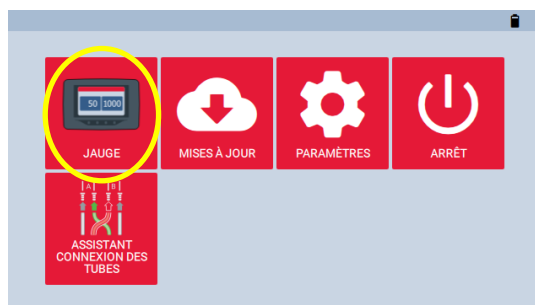 50 1000
JAUGE
MISES À JOUR
PARAMÈTRES
ARRÊT
A B
ASSISTANT
CONNEXION DES
TUBES